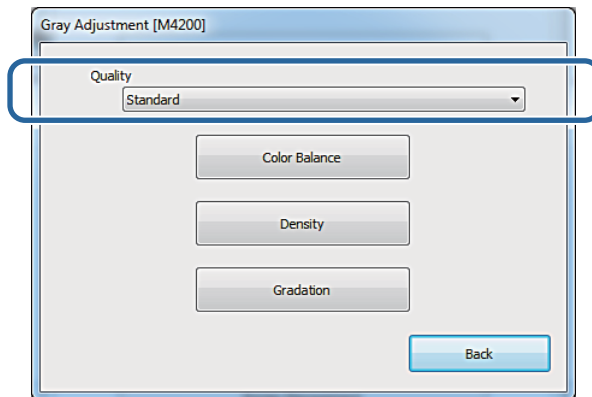 Gray Adjustment [M4200]
Quality
Standard
Color Balance
Density
Gradation
Back